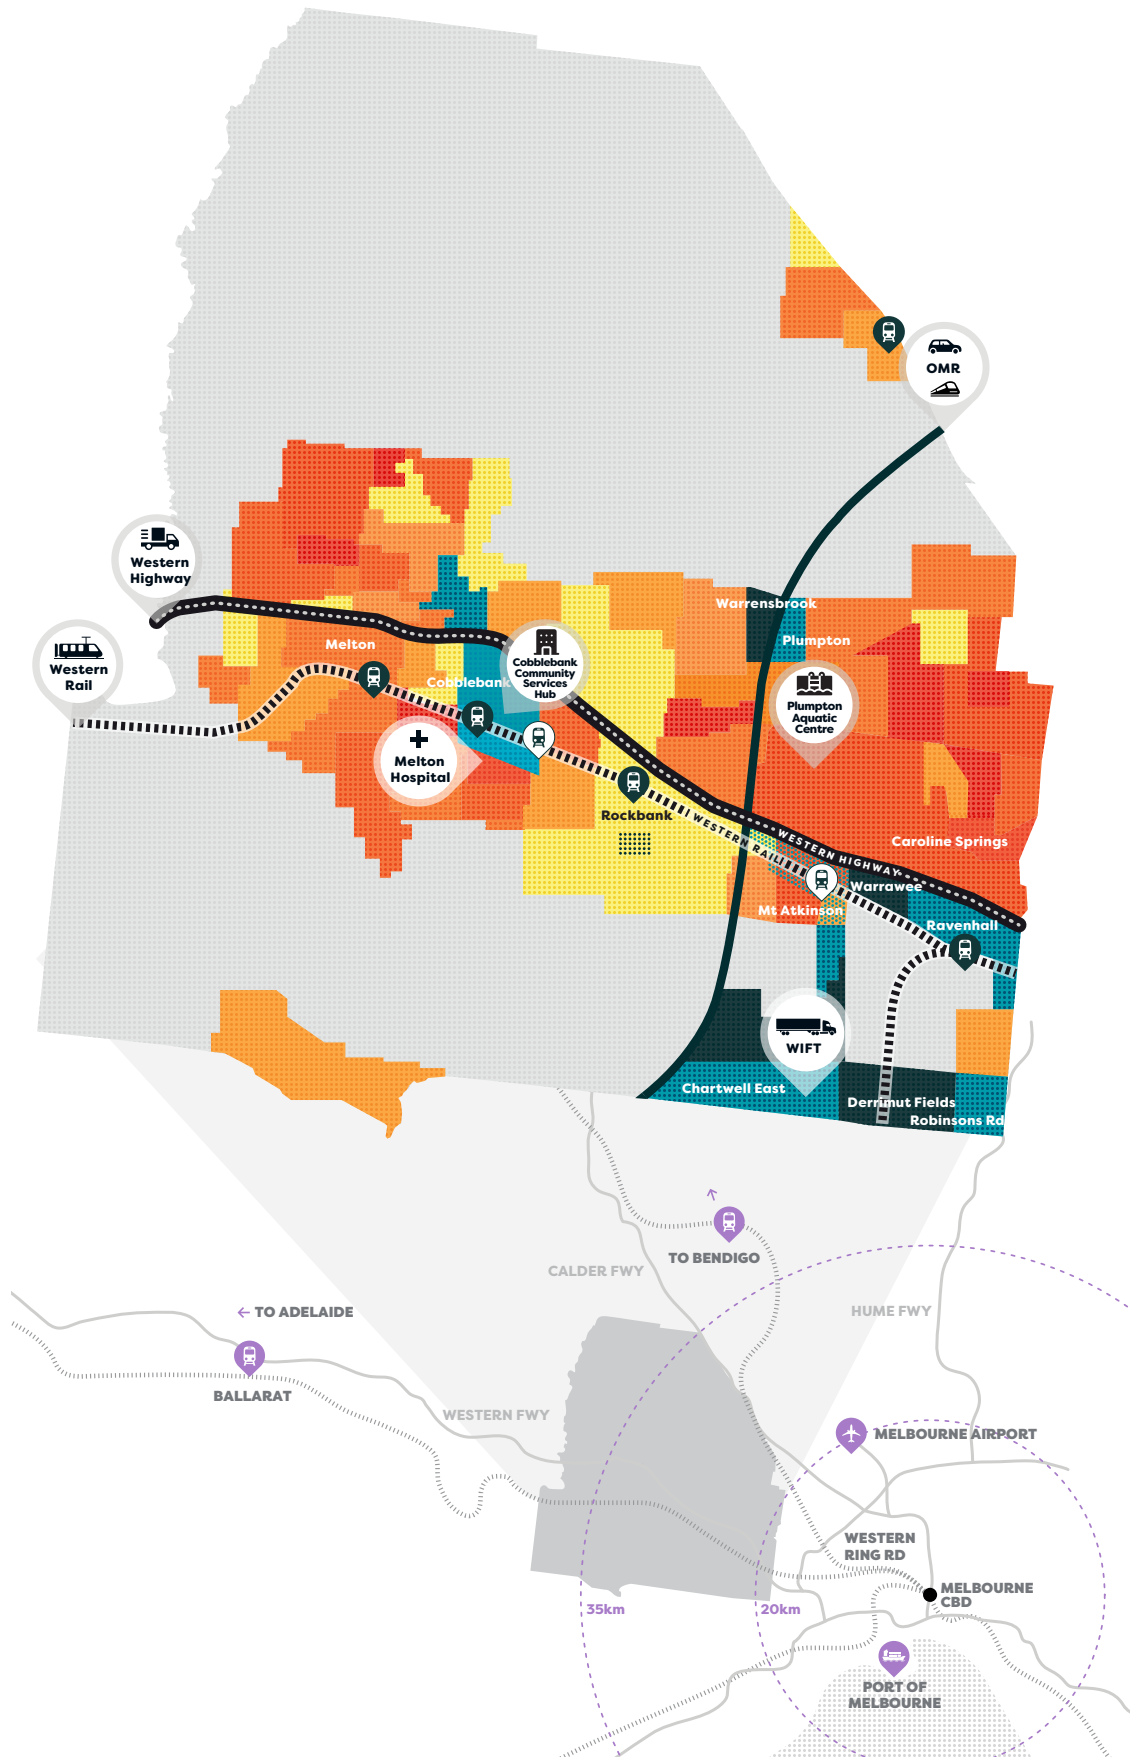 OMR
Western
Highway
Warrensbrook
Plumpton
Melton
Western
Rail
Cobblebank
Community
Services
Hub
Cobblebank
Plumpton
Aquatic
Centre
Melton
Hospital
Rockbank
WESTERN RAIL
WESTERN HIGHWAY
Caroline Springs
Warrawee
Mt Atkinson
Ravenhall
WIFT
Chartwell East
Derrimut Fields
Robinsons Rd
TO BENDIGO
CALDER FWY
HUME FWY
TO ADELAIDE
BALLARAT
WESTERN FWY
MELBOURNE AIRPORT
WESTERN
RING RD
MELBOURNE
CBD
35km
20km
PORT OF
MELBOURNE